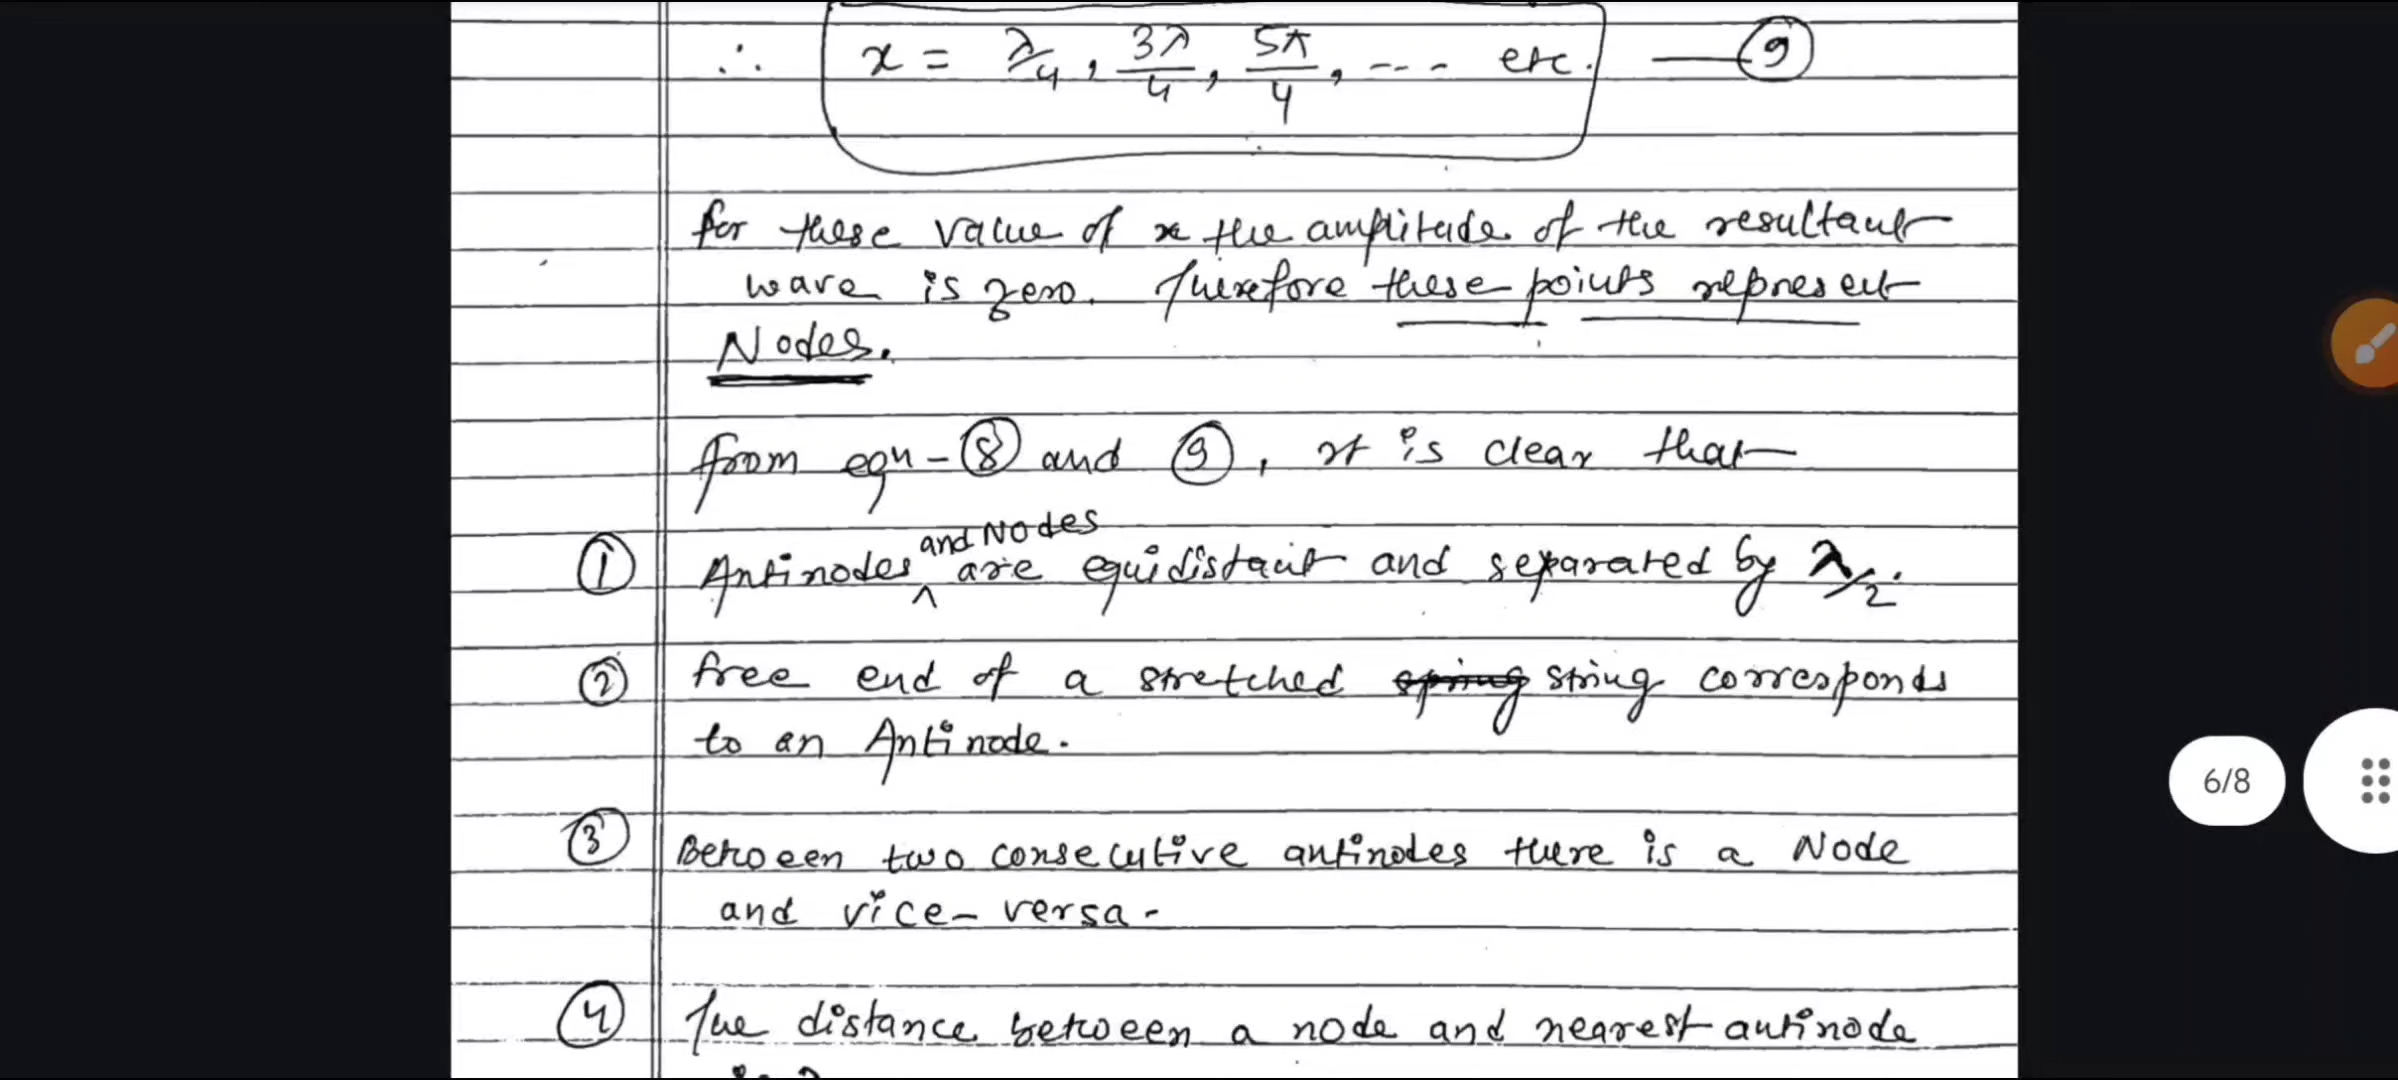 ∴ x = λ/4, 3λ/4, 5λ/4, --- etc. — ⑨
for these value of x the amplitude of the resultant
wave is zero. Therefore these points represent
Nodes.
from eqn - ⑧ and ⑨, it is clear that
① Antinodes and Nodes are equidistant and separated by λ/2.
② free end of a stretched spring string corresponds
to an Antinode.
③ Between two consecutive antinodes there is a Node
and vice-versa-
④ The distance between a node and nearest antinode
6/8